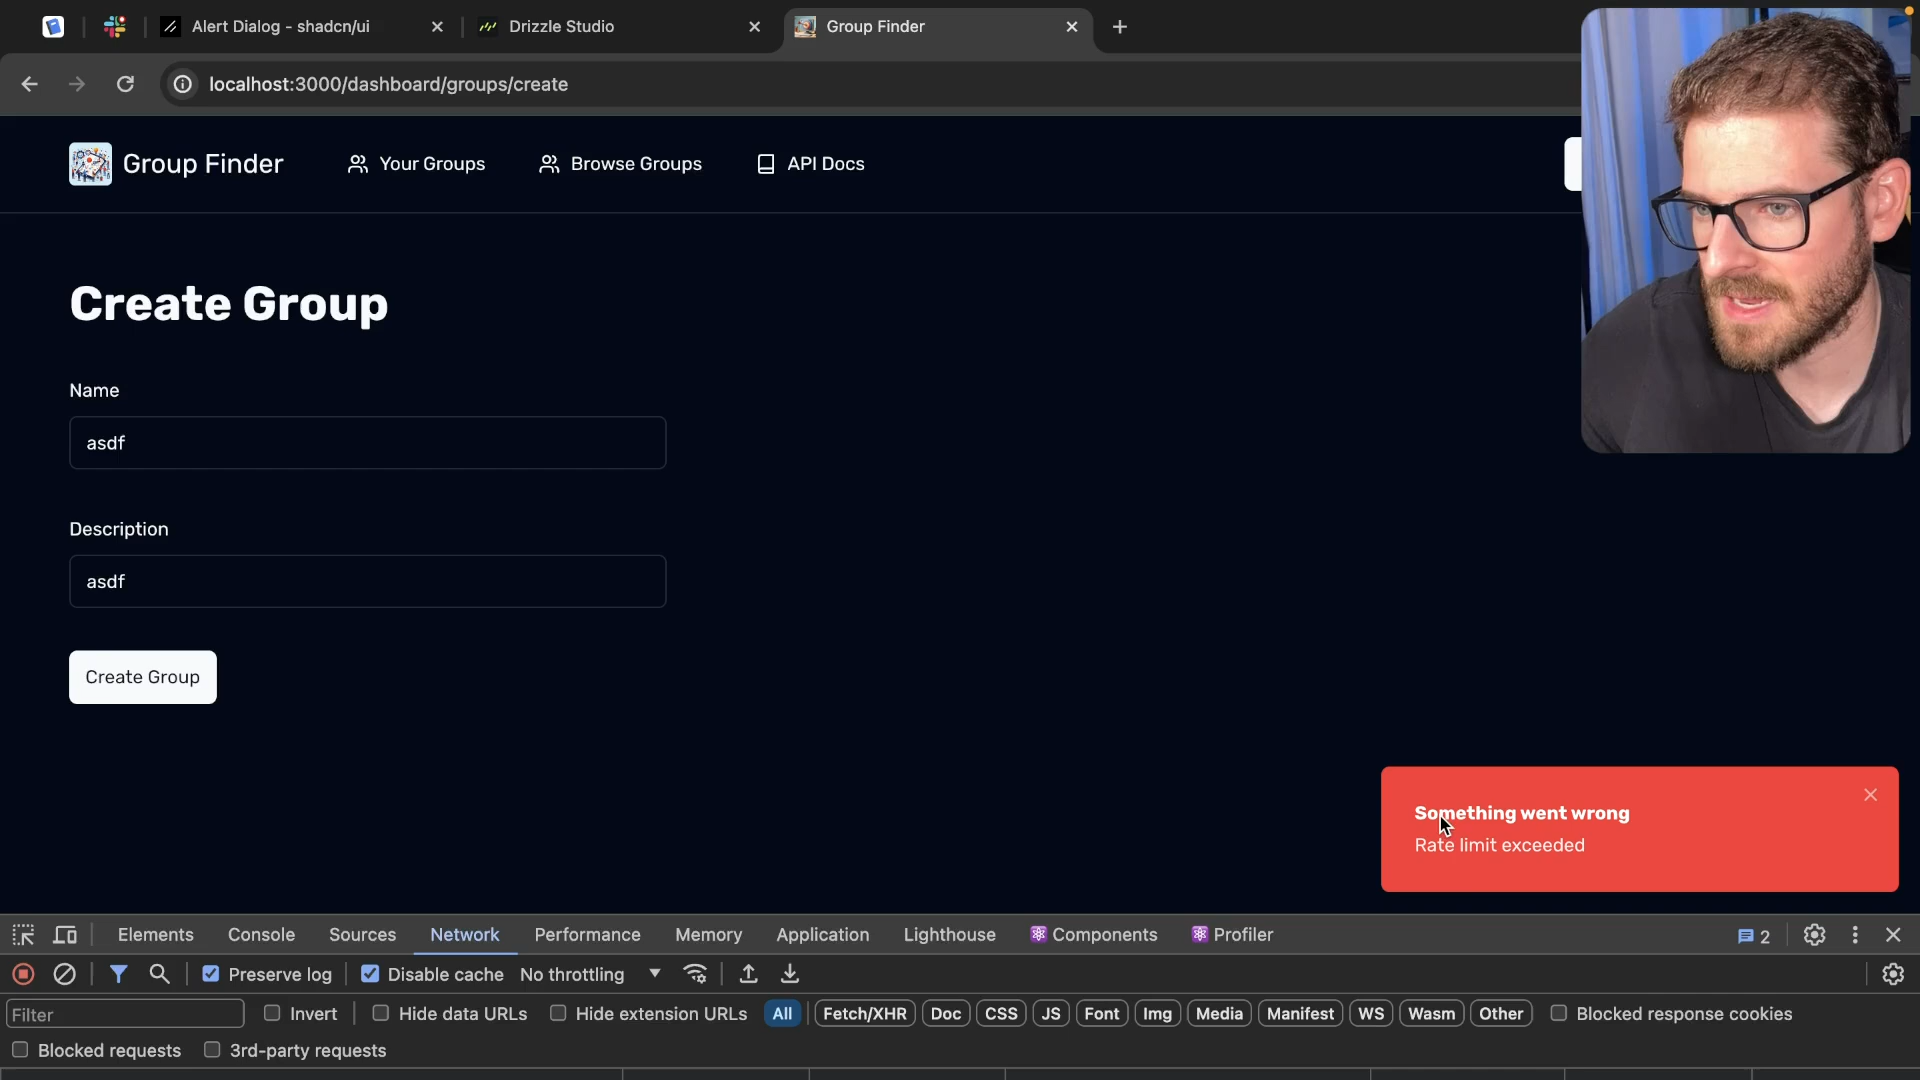 Alert Dialog - shadcn/ui
Drizzle Studio
Group Finder
localhost:3000/dashboard/groups/create
Group Finder
Your Groups
Browse Groups
API Docs
Create Group
Name
asdf
Description
asdf
Create Group
Something went wrong
Rate limit exceeded
Elements
Console
Sources
Network
Performance
Memory
Application
Lighthouse
Components
Profiler
2
Preserve log
Disable cache
No throttling
Filter
Invert
Hide data URLs
Hide extension URLs
All
Fetch/XHR
Doc
CSS
JS
Font
Img
Media
Manifest
WS
Wasm
Other
Blocked response cookies
Blocked requests
3rd-party requests